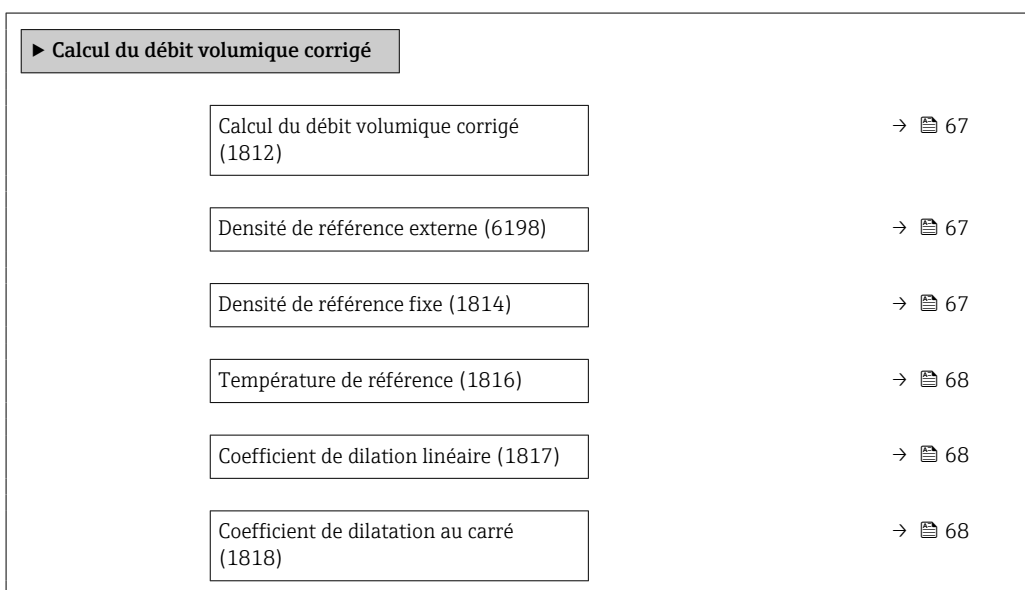 ▶ Calcul du débit volumique corrigé
Calcul du débit volumique corrigé
(1812)
→ 67
Densité de référence externe (6198)
→ 67
Densité de référence fixe (1814)
→ 67
Température de référence (1816)
→ 68
Coefficient de dilation linéaire (1817)
→ 68
Coefficient de dilatation au carré
(1818)
→ 68